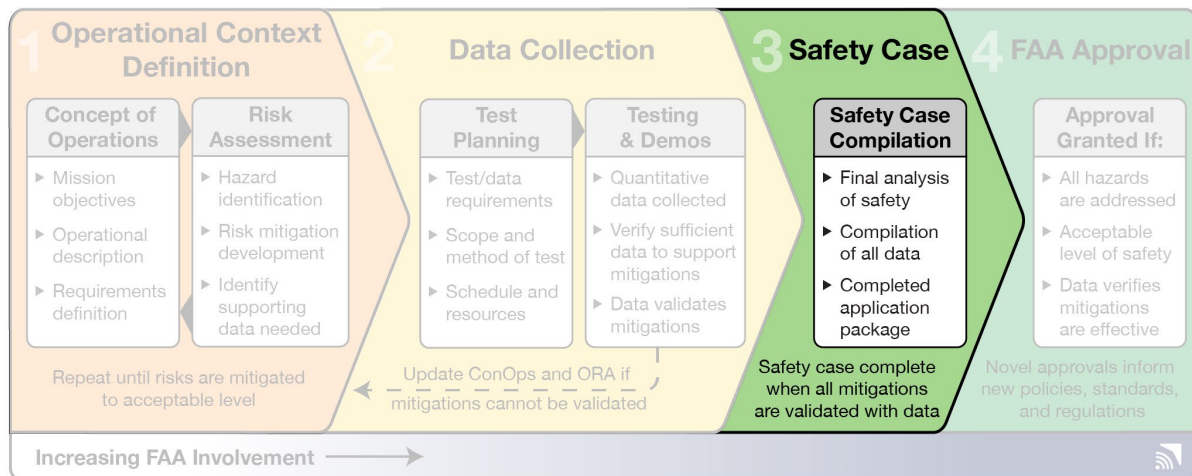 1 Operational Context
Definition
Concept of
Operations
Mission
objectives
Operational
description
Requirements
definition
Risk
Assessment
Hazard
identification
Risk mitigation
development
Identify
supporting
data needed
Repeat until risks are mitigated
to acceptable level
2 Data Collection
Test
Planning
Test/data
requirements
Scope and
method of test
Schedule and
resources
Testing
& Demos
Quantitative
data collected
Verify sufficient
data to support
mitigations
Data validates
mitigations
Update ConOps and ORA if
mitigations cannot be validated
3 Safety Case
Safety Case
Compilation
Final analysis
of safety
Compilation
of all data
Completed
application
package
Safety case complete
when all mitigations
are validated with data
4 FAA Approval
Approval
Granted If:
All hazards
are addressed
Acceptable
level of safety
Data verifies
mitigations
are effective
Novel approvals inform
new policies, standards,
and regulations
Increasing FAA Involvement